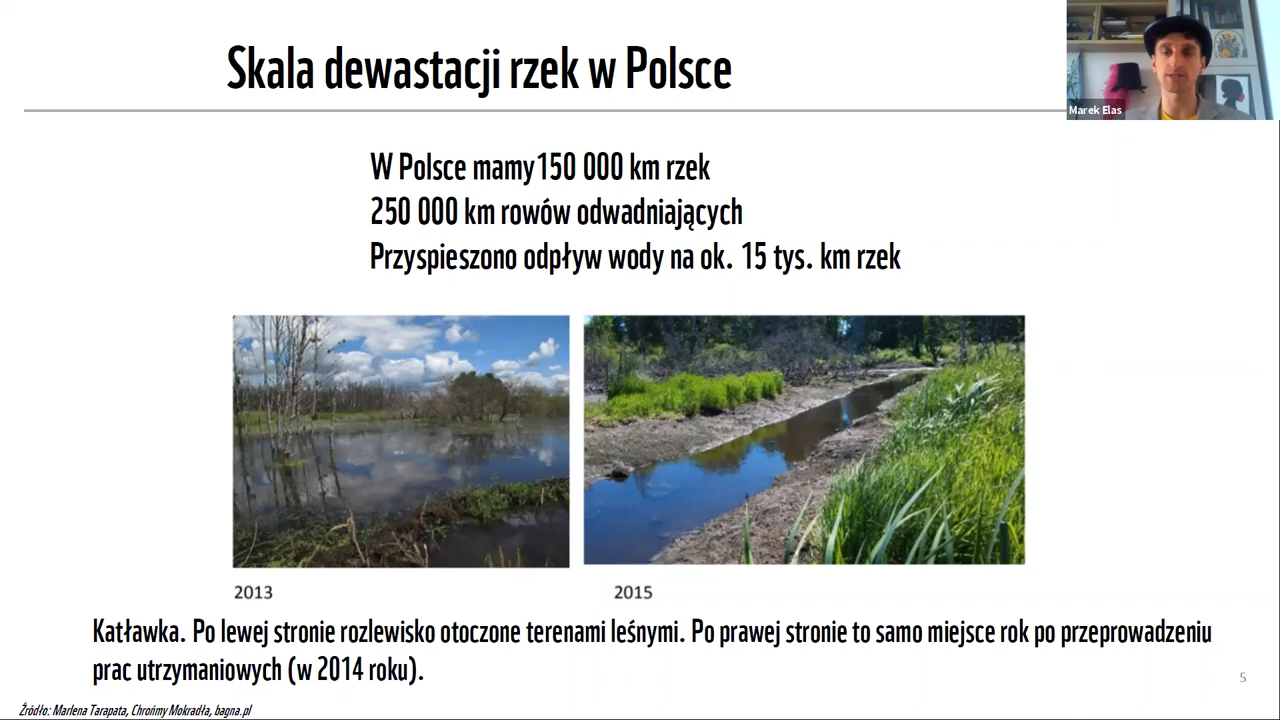 Skala dewastacji rzek w Polsce
Marek Elas
W Polsce mamy150 000 km rzek
250 000 km rowów odwadniających
Przyspieszono odpływ wody na ok. 15 tys. km rzek
2013
2015
Katławka. Po lewej stronie rozlewisko otoczone terenami leśnymi. Po prawej stronie to samo miejsce rok po przeprowadzeniu
prac utrzymaniowych (w 2014 roku).
5
Źródło: Marlena Tarapata, Chrońmy Mokradła, bagna.pl